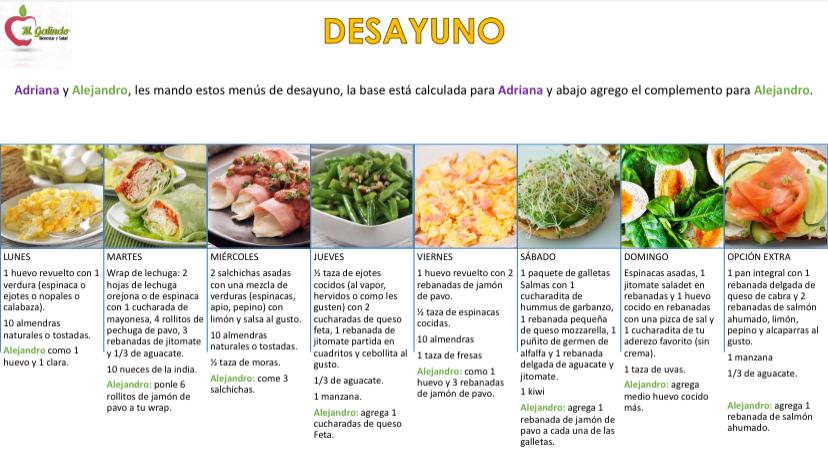 M. Galindo
Bienestar y Salud
DESAYUNO
Adriana y Alejandro, les mando estos menús de desayuno, la base está calculada para Adriana y abajo agrego el complemento para Alejandro.
LUNES
1 huevo revuelto con 1
verdura (espinaca o
ejotes o nopales o
calabaza).
10 almendras
naturales o tostadas.
Alejandro como 1
huevo y 1 clara.
MARTES
Wrap de lechuga: 2
hojas de lechuga
orejona o de espinaca
con 1 cucharada de
mayonesa, 4 rollitos de
pechuga de pavo, 3
rebanadas de jitomate
y 1/3 de aguacate.
10 nueces de la india.
Alejandro: ponle 6
rollitos de jamón de
pavo a tu wrap.
MIÉRCOLES
2 salchichas asadas
con una mezcla de
verduras (espinacas,
apio, pepino) con
limón y salsa al gusto.
10 almendras
naturales o tostadas.
½ taza de moras.
Alejandro: come 3
salchichas.
JUEVES
½ taza de ejotes
cocidos (al vapor,
hervidos o como les
gusten) con 2
cucharadas de queso
feta, 1 rebanada de
jitomate partida en
cuadritos y cebollita al
gusto.
1/3 de aguacate.
1 manzana.
Alejandro: agrega 1
cucharadas de queso
Feta.
VIERNES
1 huevo revuelto con 2
rebanadas de jamón
de pavo.
½ taza de espinacas
cocidas.
10 almendras
1 taza de fresas
Alejandro: como 1
huevo y 3 rebanadas
de jamón de pavo.
SÁBADO
1 paquete de galletas
Salmas con 1
cucharadita de
hummus de garbanzo,
1 rebanada pequeña
de queso mozzarella, 1
puñito de germen de
alfalfa y 1 rebanada
delgada de aguacate y
jitomate.
1 kiwi
Alejandro: agrega 1
rebanada de jamón de
pavo a cada una de las
galletas.
DOMINGO
Espinacas asadas, 1
jitomate saladet en
rebanadas y 1 huevo
cocido en rebanadas
con una pizca de sal y
1 cucharadita de tu
aderezo favorito (sin
crema).
1 taza de uvas.
Alejandro: agrega
medio huevo cocido
más.
OPCIÓN EXTRA
1 pan integral con 1
rebanada delgada de
queso de cabra y 2
rebanadas de salmón
ahumado, limón,
pepino y alcaparras al
gusto.
1 manzana
1/3 de aguacate.
Alejandro: agrega 1
rebanada de salmón
ahumado.